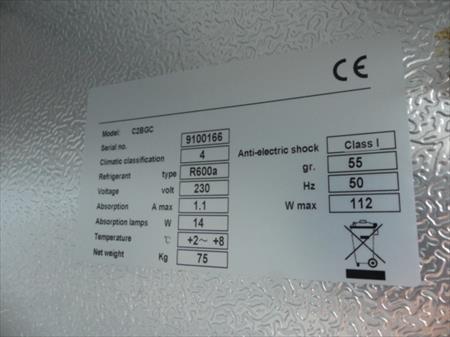 CE
Model: C2BGC
Serial no. 9100166
Climatic classification 4
Refrigerant type R600a
Voltage volt 230
Absorption A max 1.1
Absorption lamps W 14
Temperature ℃ +2～ +8
Net weight Kg 75
Anti-electric shock Class I
gr. 55
Hz 50
W max 112